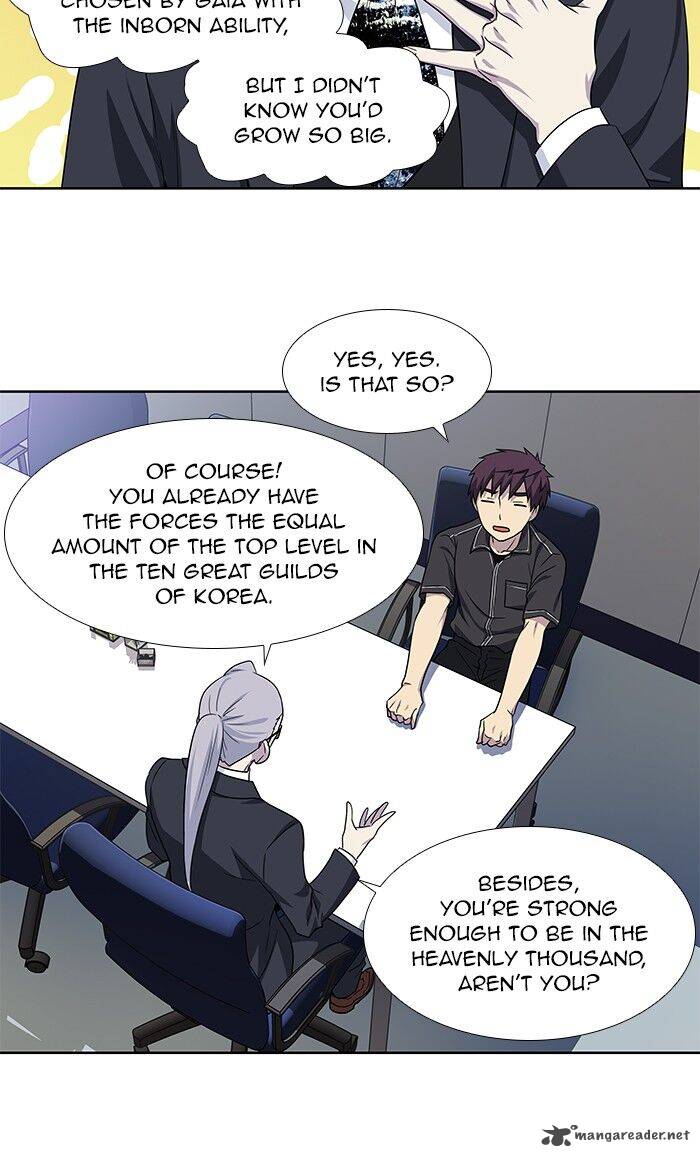 CHOSEN BY GAIA WITH
THE INBORN ABILITY,
BUT I DIDN'T
KNOW YOU'D
GROW SO BIG.
YES, YES.
IS THAT SO?
OF COURSE!
YOU ALREADY HAVE
THE FORCES THE EQUAL
AMOUNT OF THE TOP LEVEL IN
THE TEN GREAT GUILDS
OF KOREA.
BESIDES,
YOU'RE STRONG
ENOUGH TO BE IN THE
HEAVENLY THOUSAND,
AREN'T YOU?
mangareader.net